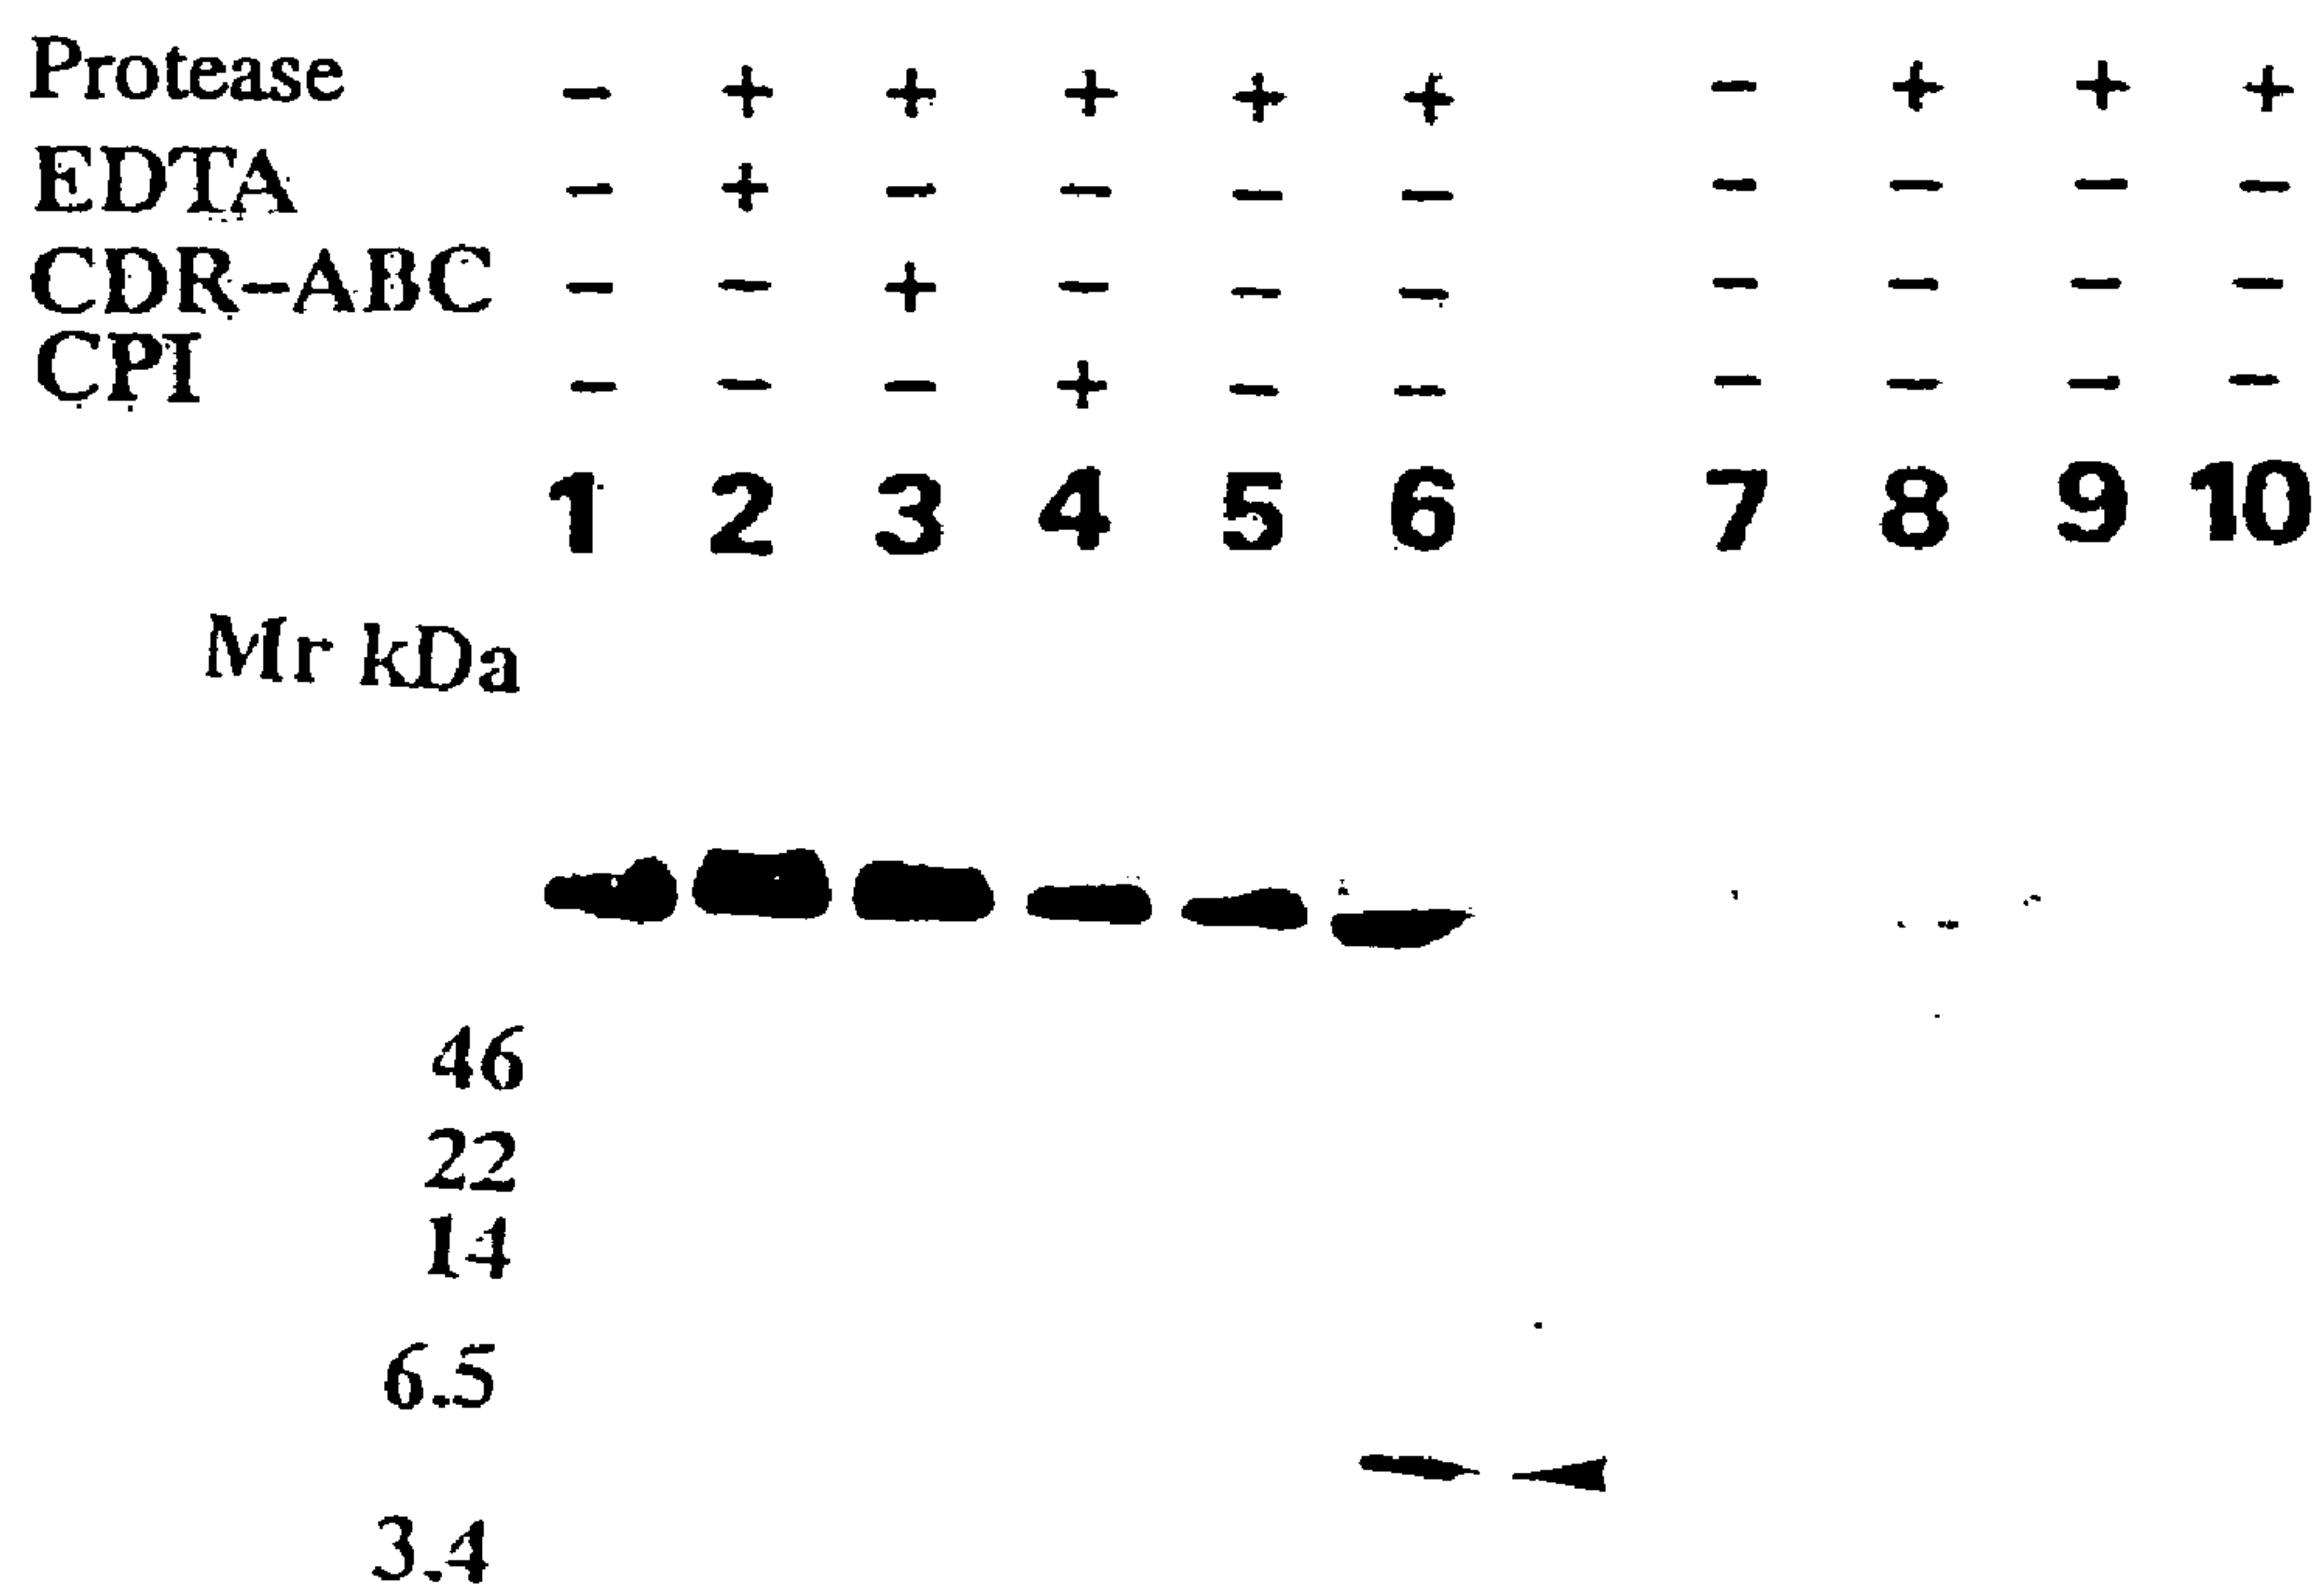 Protease - + + + + + - + + +
EDTA - + - - - - - - - -
CDR-ABC - - + - - - - - - -
CPI - - - + - - - - - -
1 2 3 4 5 6 7 8 9 10
Mr kDa
46
22
14
6.5
3.4